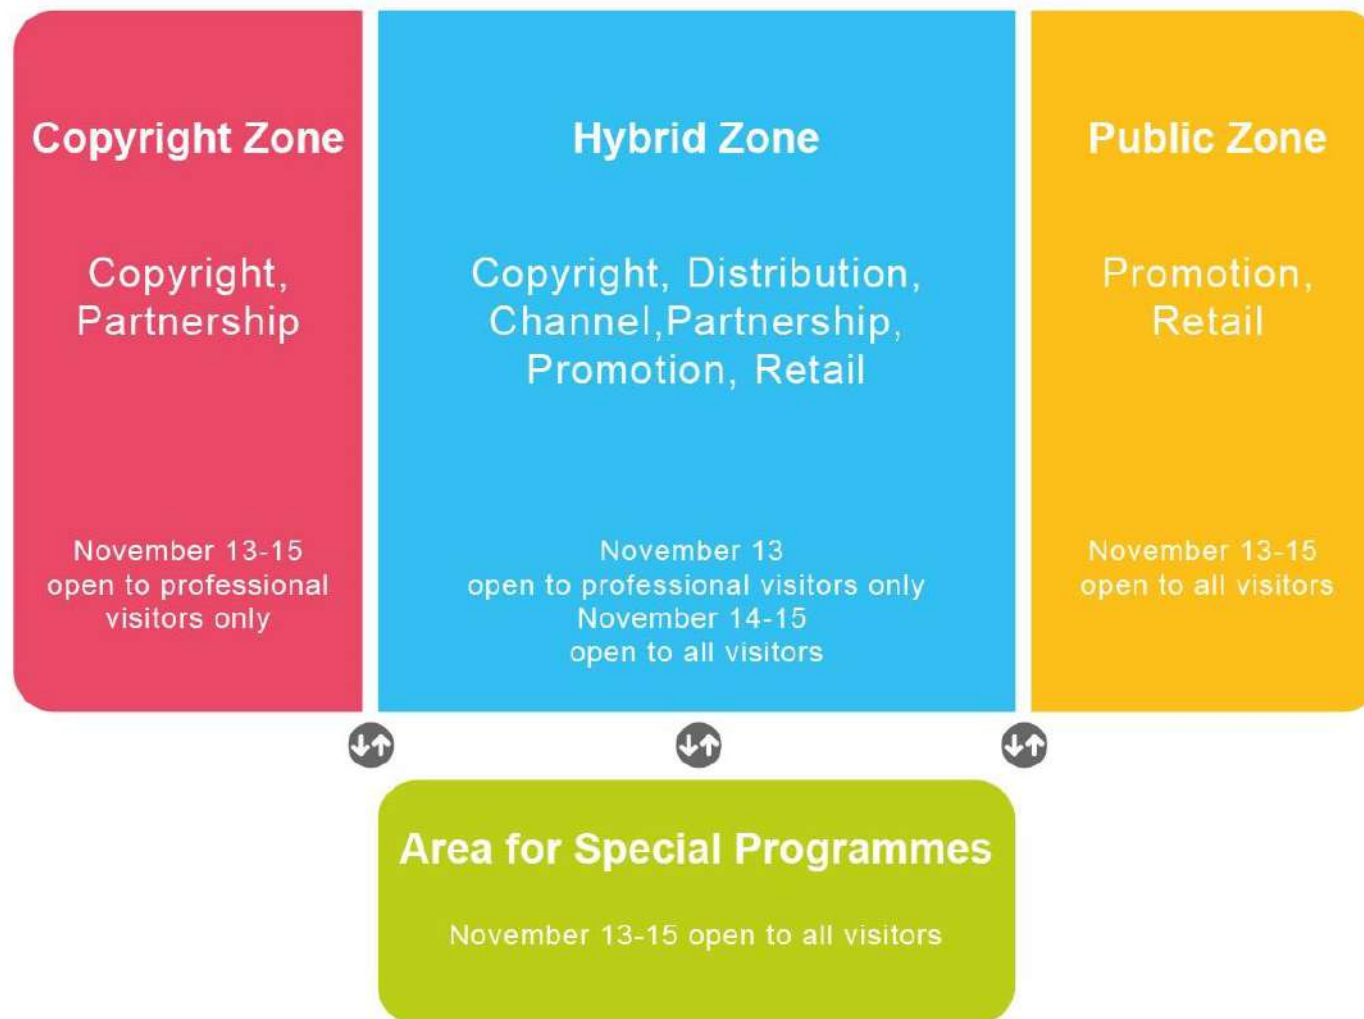 Copyright Zone
Copyright,
Partnership
November 13-15
open to professional
visitors only
Hybrid Zone
Copyright, Distribution,
Channel,Partnership,
Promotion, Retail
November 13
open to professional visitors only
November 14-15
open to all visitors
Public Zone
Promotion,
Retail
November 13-15
open to all visitors
Area for Special Programmes
November 13-15 open to all visitors